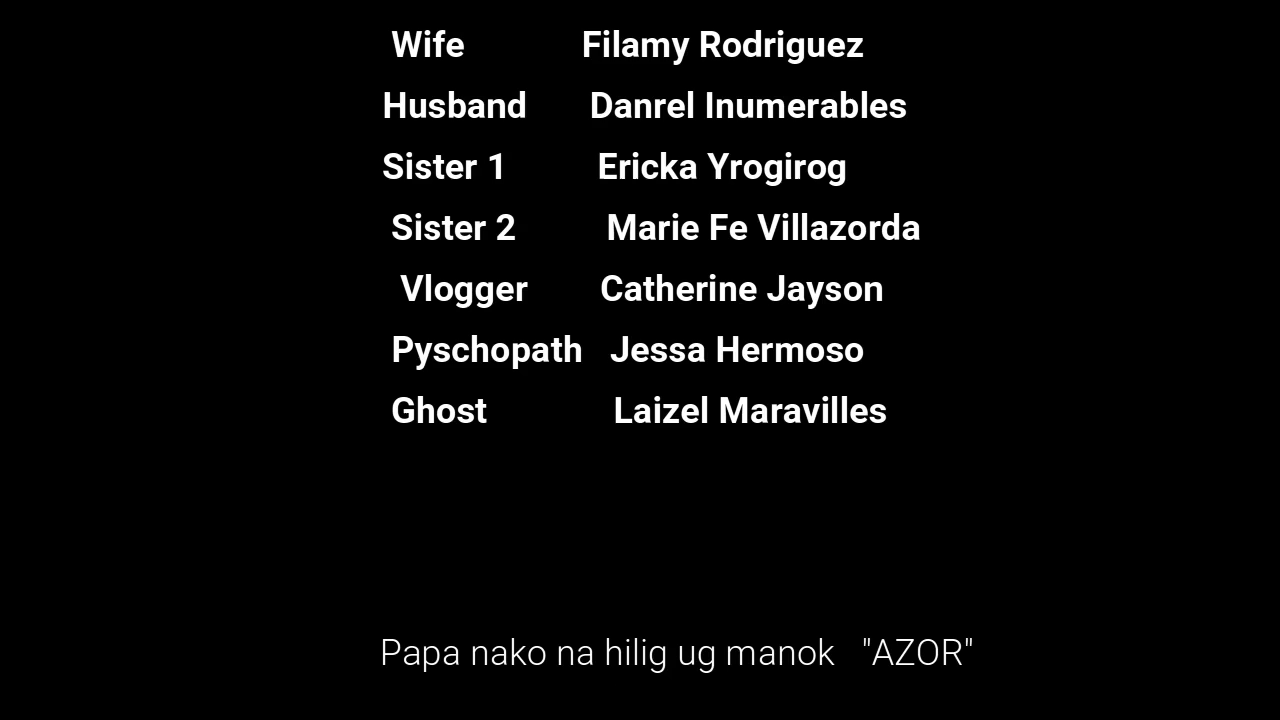 Wife Filamy Rodriguez
Husband Danrel Inumerables
Sister 1 Ericka Yrogirog
Sister 2 Marie Fe Villazorda
Vlogger Catherine Jayson
Pyschopath Jessa Hermoso
Ghost Laizel Maravilles
Papa nako na hilig ug manok "AZOR"